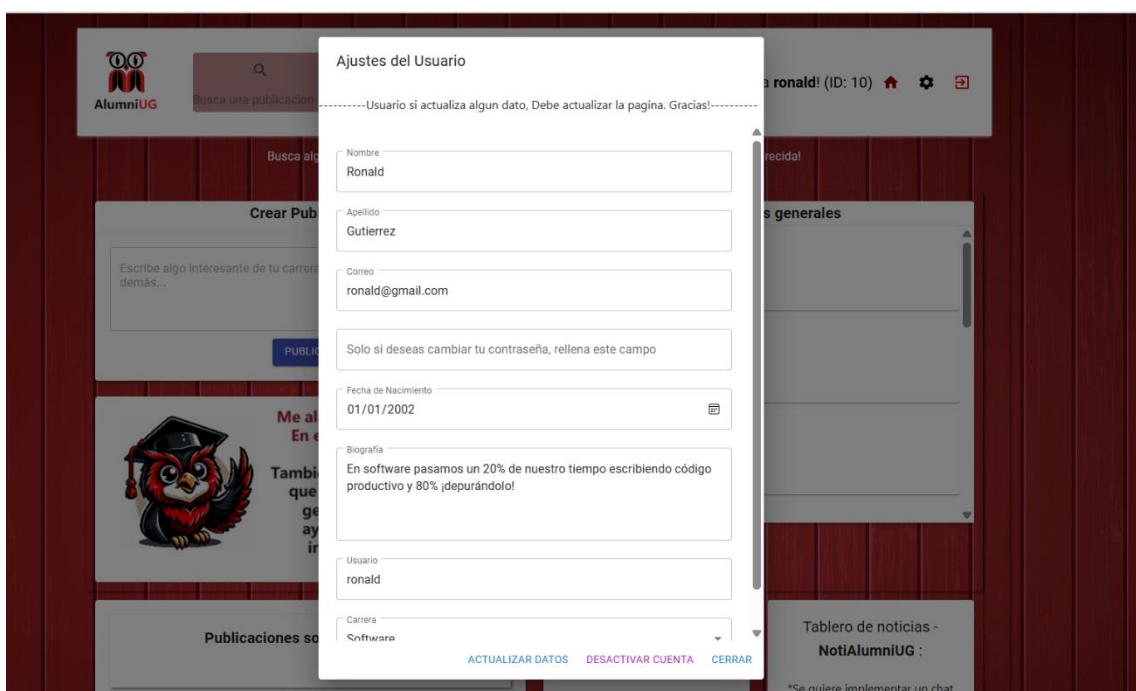 AlumniUG
Busca una publicacion
a ronald! (ID: 10)
Busca alg
recida!
Crear Pub
Escribe algo interesante de tu carrera
demás...
PUBLIC
s generales
Me al
En e
Tambi
que
ge
ay
in
Publicaciones so
Tablero de noticias -
NotiAlumniUG :
*Se quiere implementar un chat
Ajustes del Usuario
----------Usuario si actualiza algun dato, Debe actualizar la pagina. Gracias!----------
Nombre
Ronald
Apellido
Gutierrez
Correo
ronald@gmail.com
Solo si deseas cambiar tu contraseña, rellena este campo
Fecha de Nacimiento
01/01/2002
Biografía
En software pasamos un 20% de nuestro tiempo escribiendo código
productivo y 80% ¡depurándolo!
Usuario
ronald
Carrera
Software
ACTUALIZAR DATOS DESACTIVAR CUENTA CERRAR